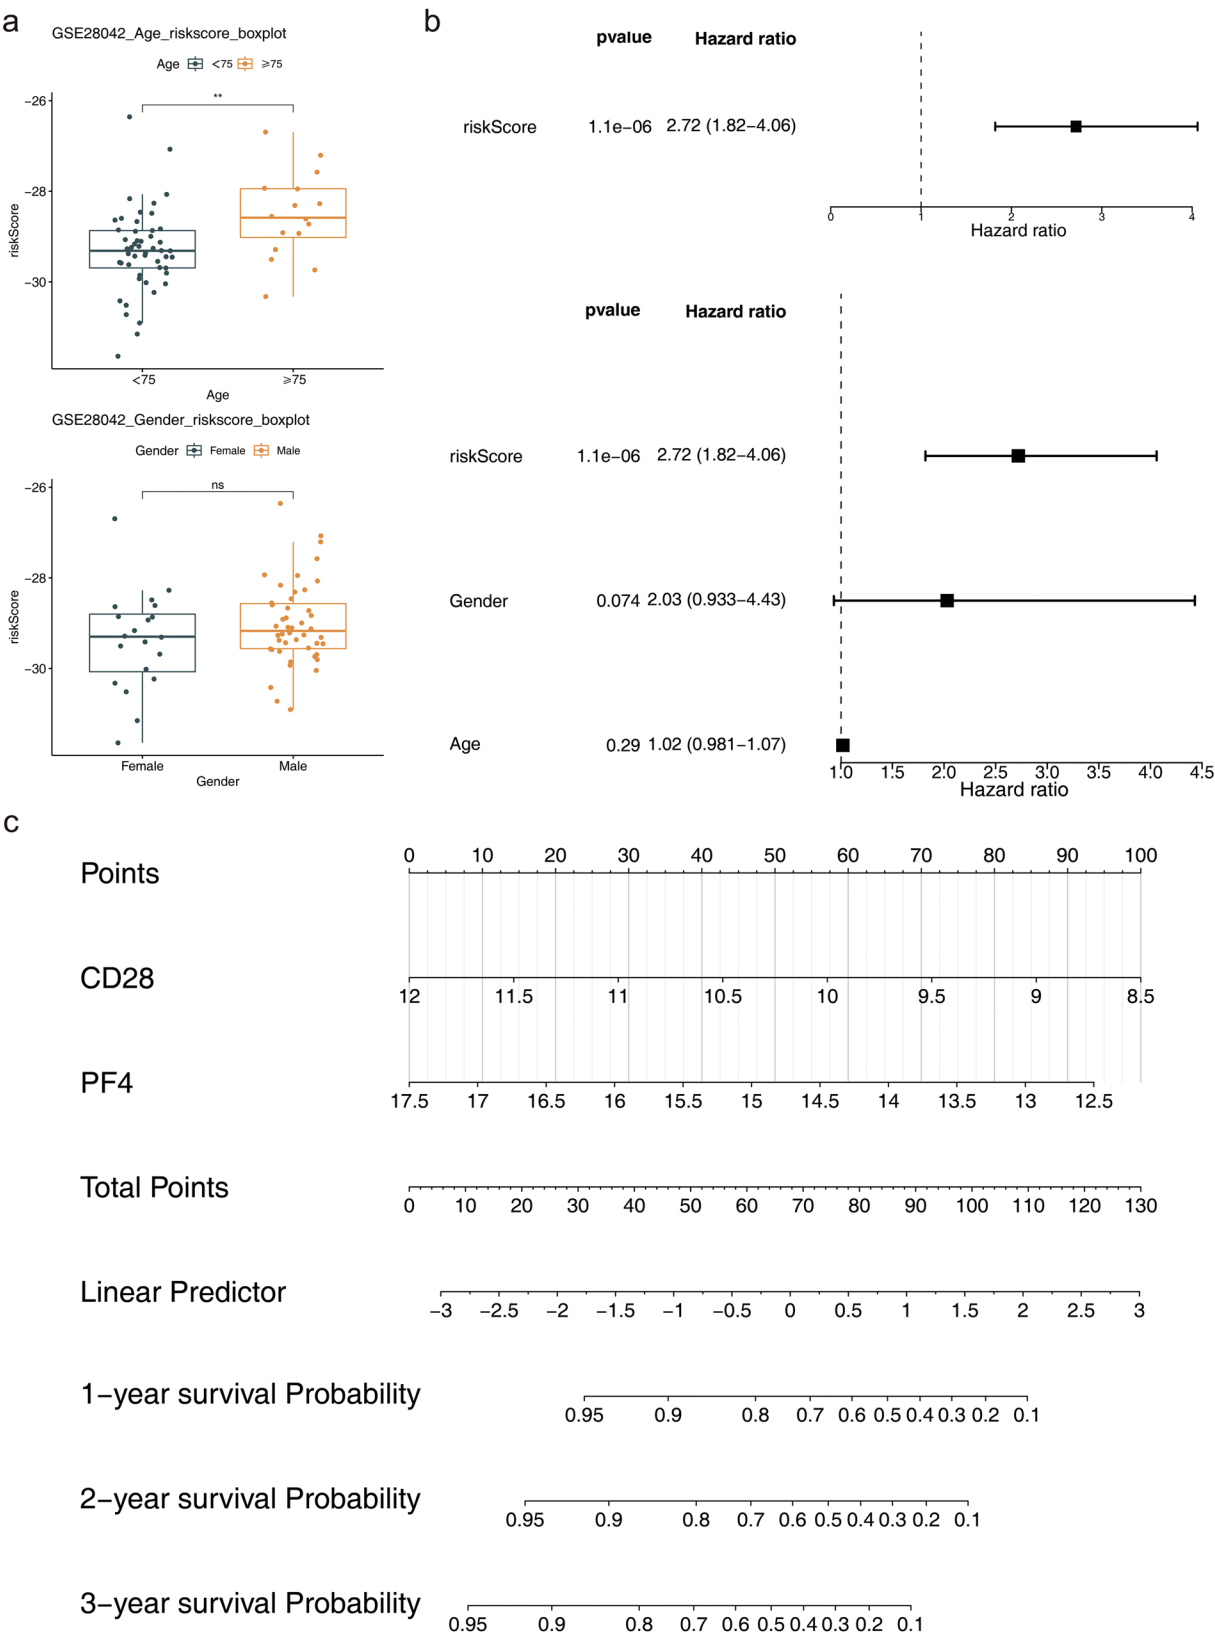 a
GSE28042_Age_riskscore_boxplot
Age <75 ⩾75
**
−26
−28
−30
riskScore
<75 ⩾75
Age
GSE28042_Gender_riskscore_boxplot
Gender Female Male
ns
−26
−28
−30
riskScore
Female Male
Gender
b
pvalue Hazard ratio
riskScore 1.1e−06 2.72 (1.82−4.06)
0 1 2 3 4
Hazard ratio
pvalue Hazard ratio
riskScore 1.1e−06 2.72 (1.82−4.06)
Gender 0.074 2.03 (0.933−4.43)
Age 0.29 1.02 (0.981−1.07)
1.0 1.5 2.0 2.5 3.0 3.5 4.0 4.5
Hazard ratio
c
0 10 20 30 40 50 60 70 80 90 100
Points
CD28
12 11.5 11 10.5 10 9.5 9 8.5
PF4
17.5 17 16.5 16 15.5 15 14.5 14 13.5 13 12.5
Total Points
0 10 20 30 40 50 60 70 80 90 100 110 120 130
Linear Predictor
−3 −2.5 −2 −1.5 −1 −0.5 0 0.5 1 1.5 2 2.5 3
1−year survival Probability
0.95 0.9 0.8 0.7 0.6 0.5 0.4 0.3 0.2 0.1
2−year survival Probability
0.95 0.9 0.8 0.7 0.6 0.5 0.4 0.3 0.2 0.1
3−year survival Probability
0.95 0.9 0.8 0.7 0.6 0.5 0.4 0.3 0.2 0.1